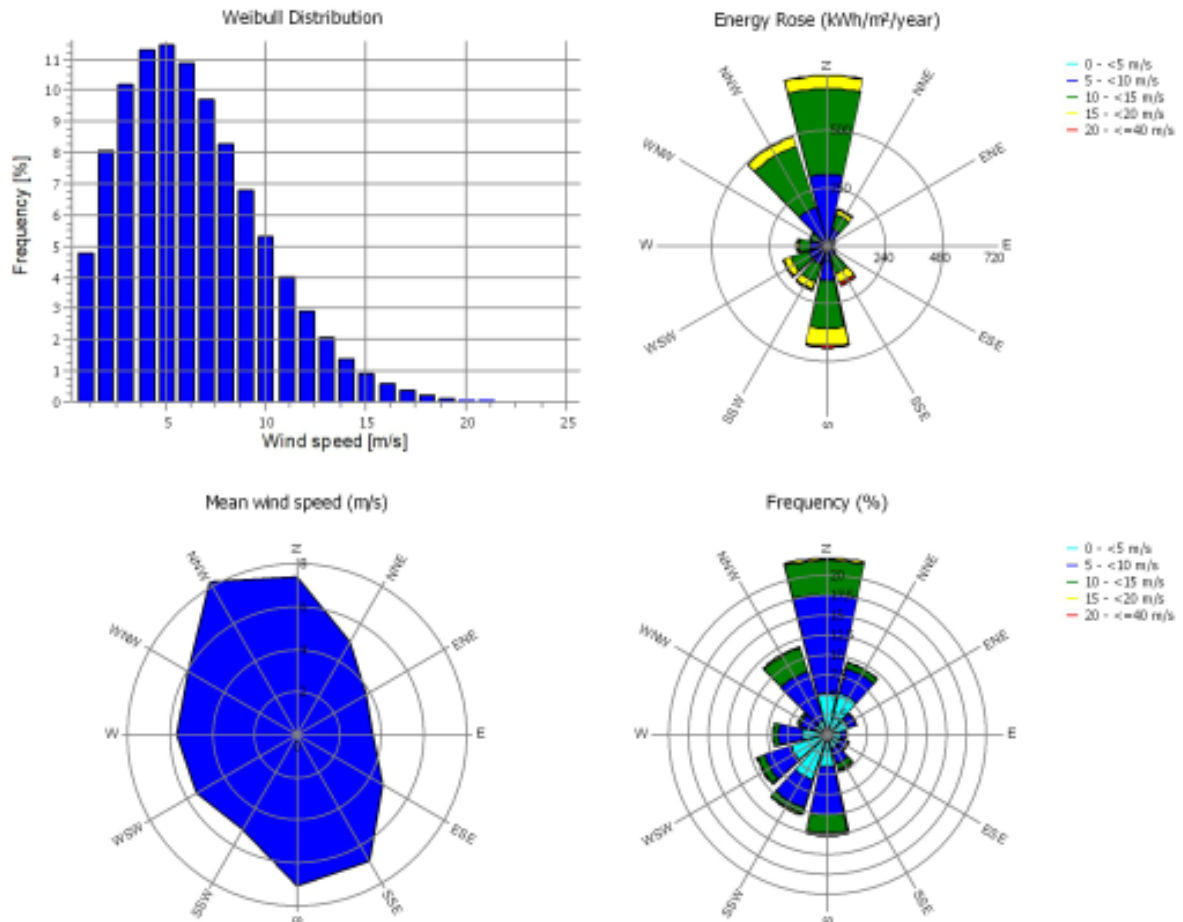 Weibull Distribution
Frequency [%]
11
10
9
8
7
6
5
4
3
2
1
0
5
10
15
20
25
Wind speed [m/s]
Energy Rose (kWh/m²/year)
N
NNE
ENE
E
ESE
SSE
S
SSW
WSW
W
WNW
NNW
240
480
720
0 - <5 m/s
5 - <10 m/s
10 - <15 m/s
15 - <20 m/s
20 - <=40 m/s
Mean wind speed (m/s)
N
NNE
ENE
E
ESE
SSE
S
SSW
WSW
W
WNW
NNW
Frequency (%)
N
NNE
ENE
E
ESE
SSE
S
SSW
WSW
W
WNW
NNW
20
0 - <5 m/s
5 - <10 m/s
10 - <15 m/s
15 - <20 m/s
20 - <=40 m/s